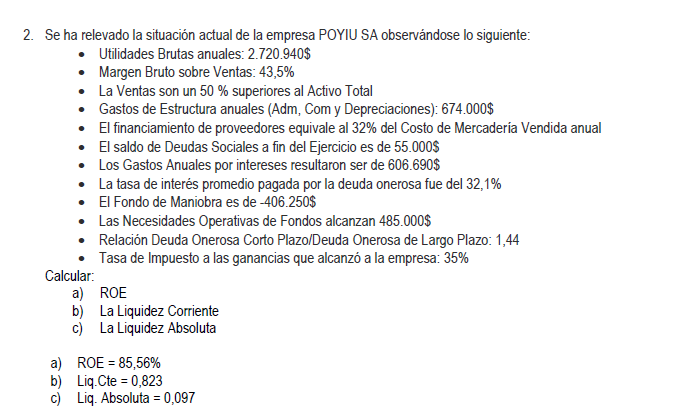 2. Se ha relevado la situación actual de la empresa POYIU SA observándose lo siguiente:
• Utilidades Brutas anuales: 2.720.940$
• Margen Bruto sobre Ventas: 43,5%
• La Ventas son un 50 % superiores al Activo Total
• Gastos de Estructura anuales (Adm, Com y Depreciaciones): 674.000$
• El financiamiento de proveedores equivale al 32% del Costo de Mercadería Vendida anual
• El saldo de Deudas Sociales a fin del Ejercicio es de 55.000$
• Los Gastos Anuales por intereses resultaron ser de 606.690$
• La tasa de interés promedio pagada por la deuda onerosa fue del 32,1%
• El Fondo de Maniobra es de -406.250$
• Las Necesidades Operativas de Fondos alcanzan 485.000$
• Relación Deuda Onerosa Corto Plazo/Deuda Onerosa de Largo Plazo: 1,44
• Tasa de Impuesto a las ganancias que alcanzó a la empresa: 35%
Calcular:
a) ROE
b) La Liquidez Corriente
c) La Liquidez Absoluta
a) ROE = 85,56%
b) Liq.Cte = 0,823
c) Liq. Absoluta = 0,097